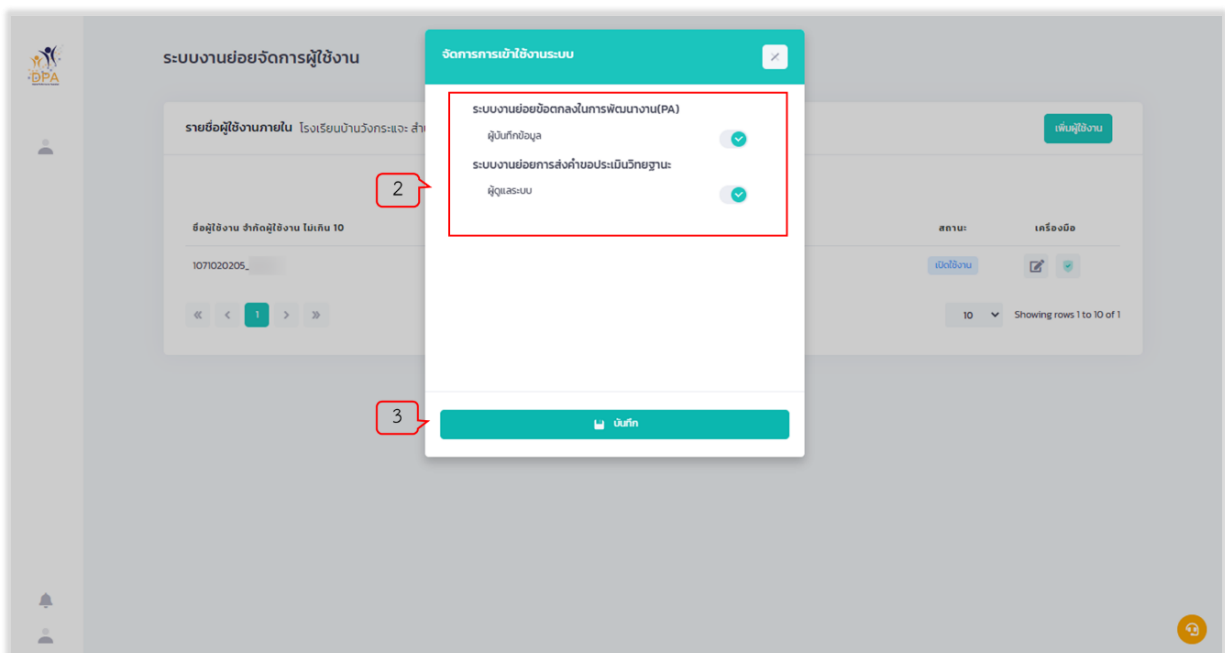 DPA
ระบบงานย่อยจัดการผู้ใช้งาน
จัดการการเข้าใช้งานระบบ
รายชื่อผู้ใช้งานภายใน โรงเรียนบ้านวังกระแจะ
เพิ่มผู้ใช้งาน
ระบบงานย่อยข้อตกลงในการพัฒนางาน(PA)
ผู้บันทึกข้อมูล
ระบบงานย่อยการส่งคำขอประเมินวิทยฐานะ
ผู้ดูแลระบบ
2
ชื่อผู้ใช้งาน จำกัดผู้ใช้งาน ไม่เกิน 10
สถานะ
เครื่องมือ
1071020205_
เปิดใช้งาน
« < 1 > »
10 Showing rows 1 to 10 of 1
3
บันทึก